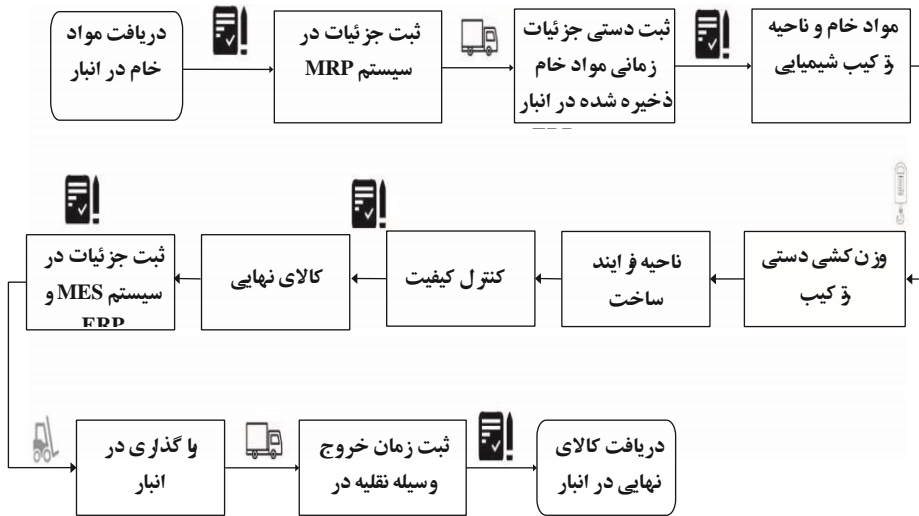 دریافت مواد
خام در انبار
ثبت جزئیات در
سیستم MRP
ثبت دستی جزئیات
زمانی مواد خام
ذخیره شده در انبار
مواد خام و ناحیه
ترکیب شیمیایی
وزن کشی دستی
ترکیب
ناحیه فرایند
ساخت
کنترل کیفیت
کالای نهایی
ثبت جزئیات در
سیستم MES و
ERP
واگذاری در
انبار
ثبت زمان خروج
وسیله نقلیه در
دریافت کالای
نهایی در انبار